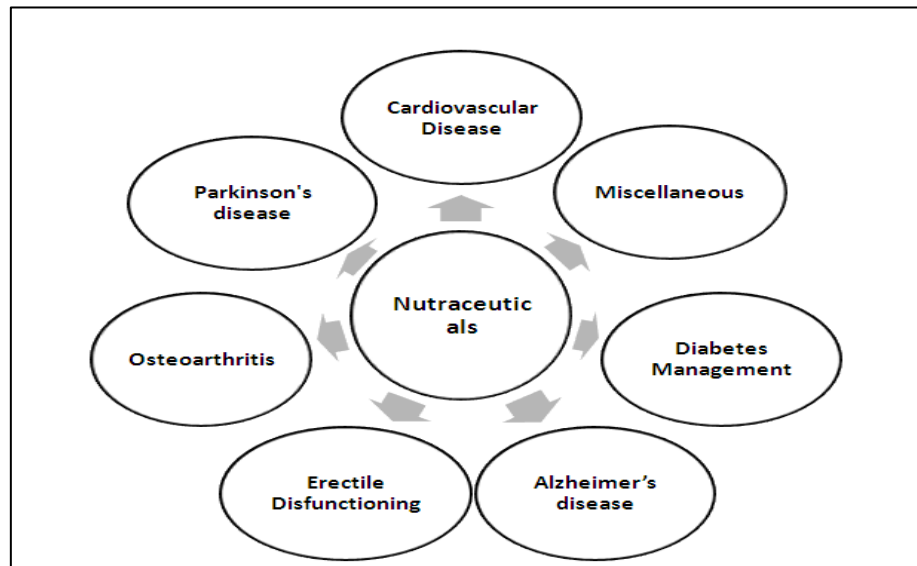 Cardiovascular
Disease
Parkinson's
disease
Miscellaneous
Nutraceutic
als
Osteoarthritis
Diabetes
Management
Erectile
Disfunctioning
Alzheimer’s
disease